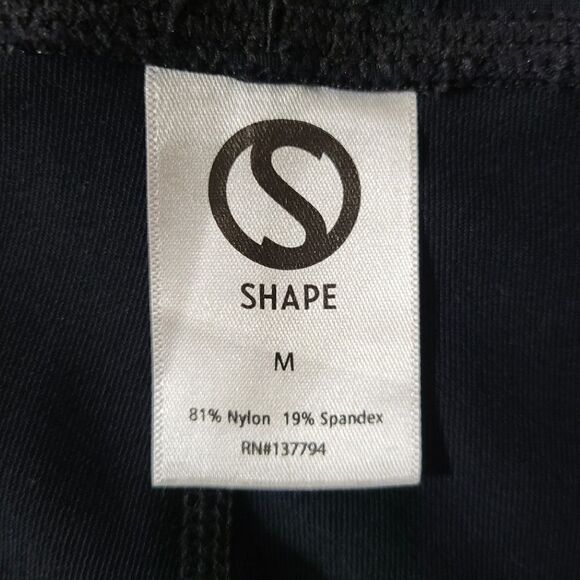 S
SHAPE
M
81% Nylon 19% Spandex
RN#137794